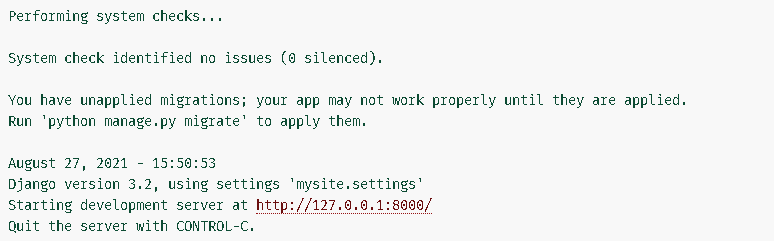 Performing system checks...
System check identified no issues (0 silenced).
You have unapplied migrations; your app may not work properly until they are applied.
Run 'python manage.py migrate' to apply them.
August 27, 2021 - 15:50:53
Django version 3.2, using settings 'mysite.settings'
Starting development server at http://127.0.0.1:8000/
Quit the server with CONTROL-C.